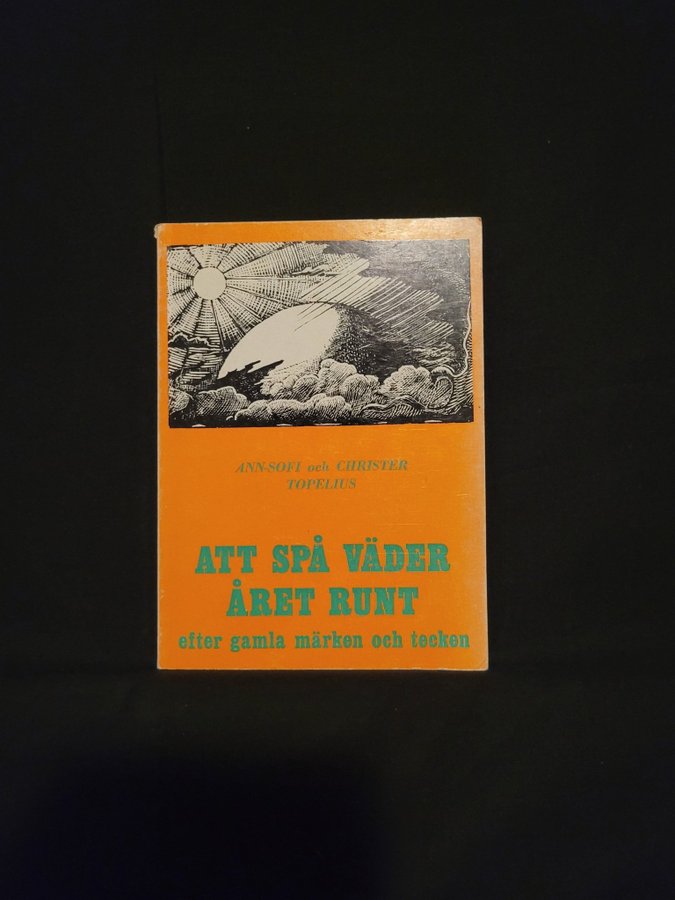 ANN-SOFI och CHRISTER
TOPELIUS
ATT SPÅ VÄDER
ÅRET RUNT
efter gamla märken och tecken